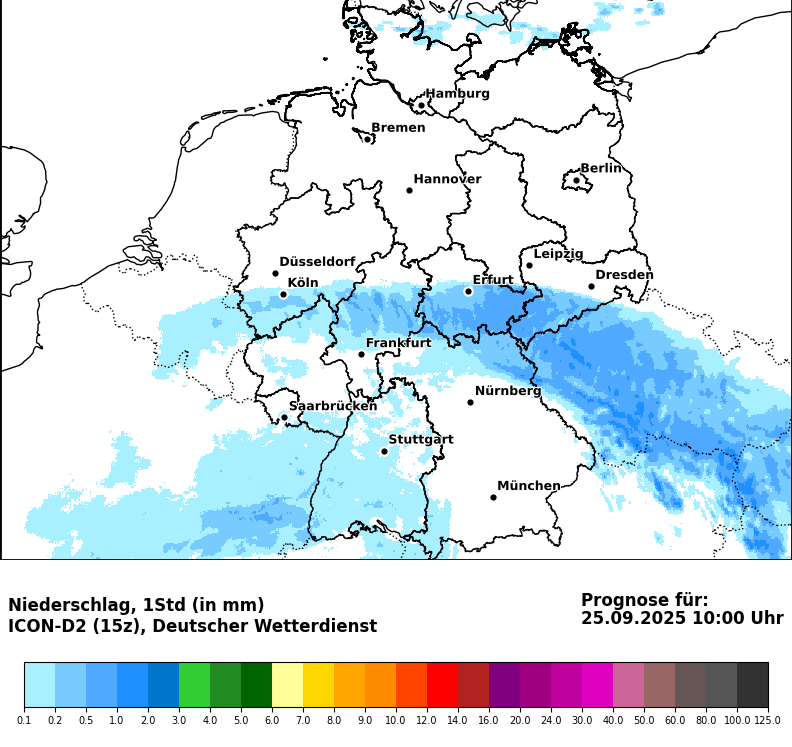 Hamburg
Bremen
Berlin
Hannover
Leipzig
Düsseldorf
Dresden
Köln
Erfurt
Frankfurt
Nürnberg
Saarbrücken
Stuttgart
München
Niederschlag, 1Std (in mm)
ICON-D2 (15z), Deutscher Wetterdienst
Prognose für:
25.09.2025 10:00 Uhr
0.1 0.2 0.5 1.0 2.0 3.0 4.0 5.0 6.0 7.0 8.0 9.0 10.0 12.0 14.0 16.0 20.0 24.0 30.0 40.0 50.0 60.0 80.0 100.0 125.0